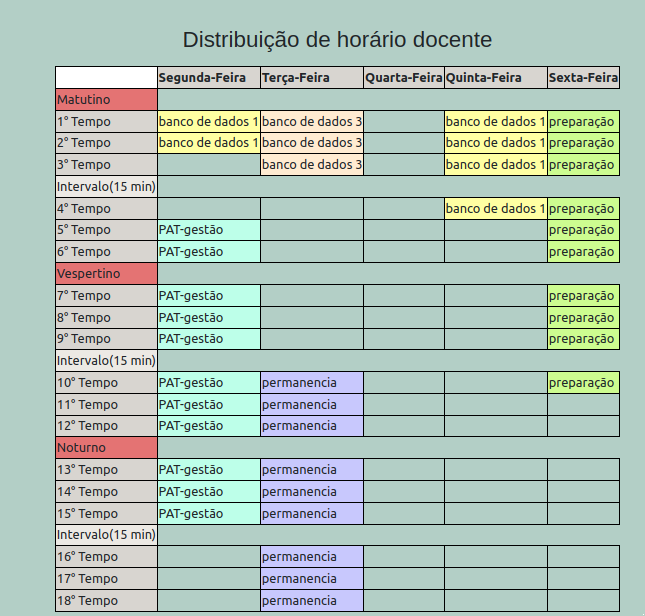 Distribuição de horário docente
Segunda-Feira Terça-Feira Quarta-Feira Quinta-Feira Sexta-Feira
Matutino
1° Tempo banco de dados 1 banco de dados 3 banco de dados 1 preparação
2° Tempo banco de dados 1 banco de dados 3 banco de dados 1 preparação
3° Tempo banco de dados 3 banco de dados 1 preparação
Intervalo(15 min)
4° Tempo banco de dados 1 preparação
5° Tempo PAT-gestão preparação
6° Tempo PAT-gestão preparação
Vespertino
7° Tempo PAT-gestão preparação
8° Tempo PAT-gestão preparação
9° Tempo PAT-gestão preparação
Intervalo(15 min)
10° Tempo PAT-gestão permanencia preparação
11° Tempo PAT-gestão permanencia
12° Tempo PAT-gestão permanencia
Noturno
13° Tempo PAT-gestão permanencia
14° Tempo PAT-gestão permanencia
15° Tempo PAT-gestão permanencia
Intervalo(15 min)
16° Tempo permanencia
17° Tempo permanencia
18° Tempo permanencia